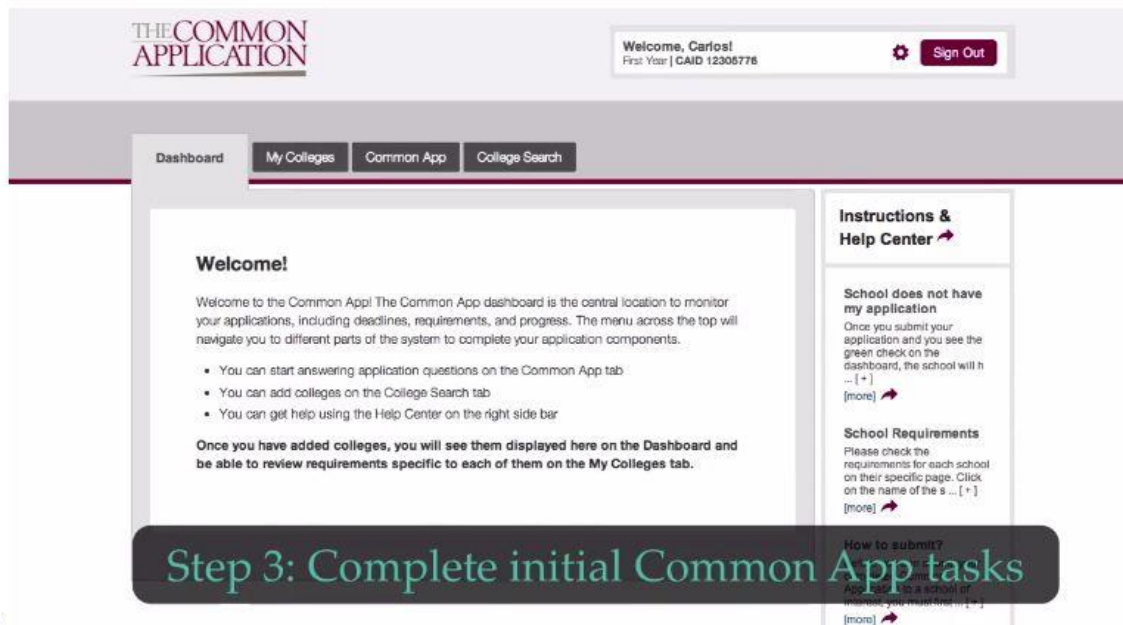 THE COMMON
APPLICATION
Welcome, Carlos!
First Year | CAID 12305776
Sign Out
Dashboard
My Colleges
Common App
College Search
Welcome!
Welcome to the Common App! The Common App dashboard is the central location to monitor
your applications, including deadlines, requirements, and progress. The menu across the top will
navigate you to different parts of the system to complete your application components.
• You can start answering application questions on the Common App tab
• You can add colleges on the College Search tab
• You can get help using the Help Center on the right side bar
Once you have added colleges, you will see them displayed here on the Dashboard and
be able to review requirements specific to each of them on the My Colleges tab.
Instructions &
Help Center
School does not have
my application
Once you submit your
application and you see the
green check on the
dashboard, the school will h
... [ + ]
[more]
School Requirements
Please check the
requirements for each school
on their specific page. Click
on the name of the s ... [ + ]
[more]
How to submit?
Application to a school of
interest, you must first ... [ + ]
[more]
Step 3: Complete initial Common App tasks